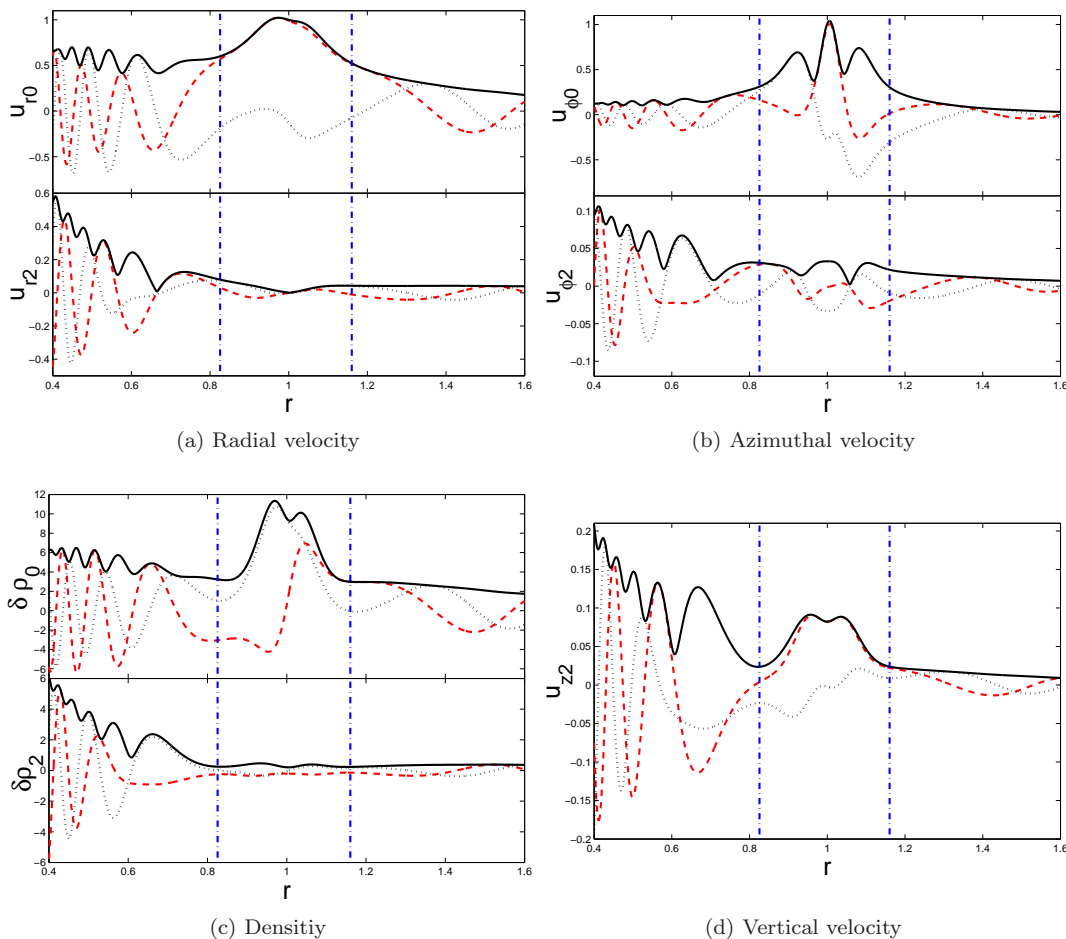 1
0.5
0
−0.5
u_r0
0.6
0.4
0.2
0
−0.2
−0.4
u_r2
0.4 0.6 0.8 1 1.2 1.4 1.6
r
(a) Radial velocity
1
0.5
0
−0.5
u_ϕ0
0.1
0.05
0
−0.05
−0.1
u_ϕ2
0.4 0.6 0.8 1 1.2 1.4 1.6
r
(b) Azimuthal velocity
12
10
8
6
4
2
0
−2
−4
−6
δ ρ_0
6
4
2
0
−2
−4
−6
δρ_2
0.4 0.6 0.8 1 1.2 1.4 1.6
r
(c) Densitiy
0.2
0.15
0.1
0.05
0
−0.05
−0.1
−0.15
−0.2
u_z2
0.4 0.6 0.8 1 1.2 1.4 1.6
r
(d) Vertical velocity